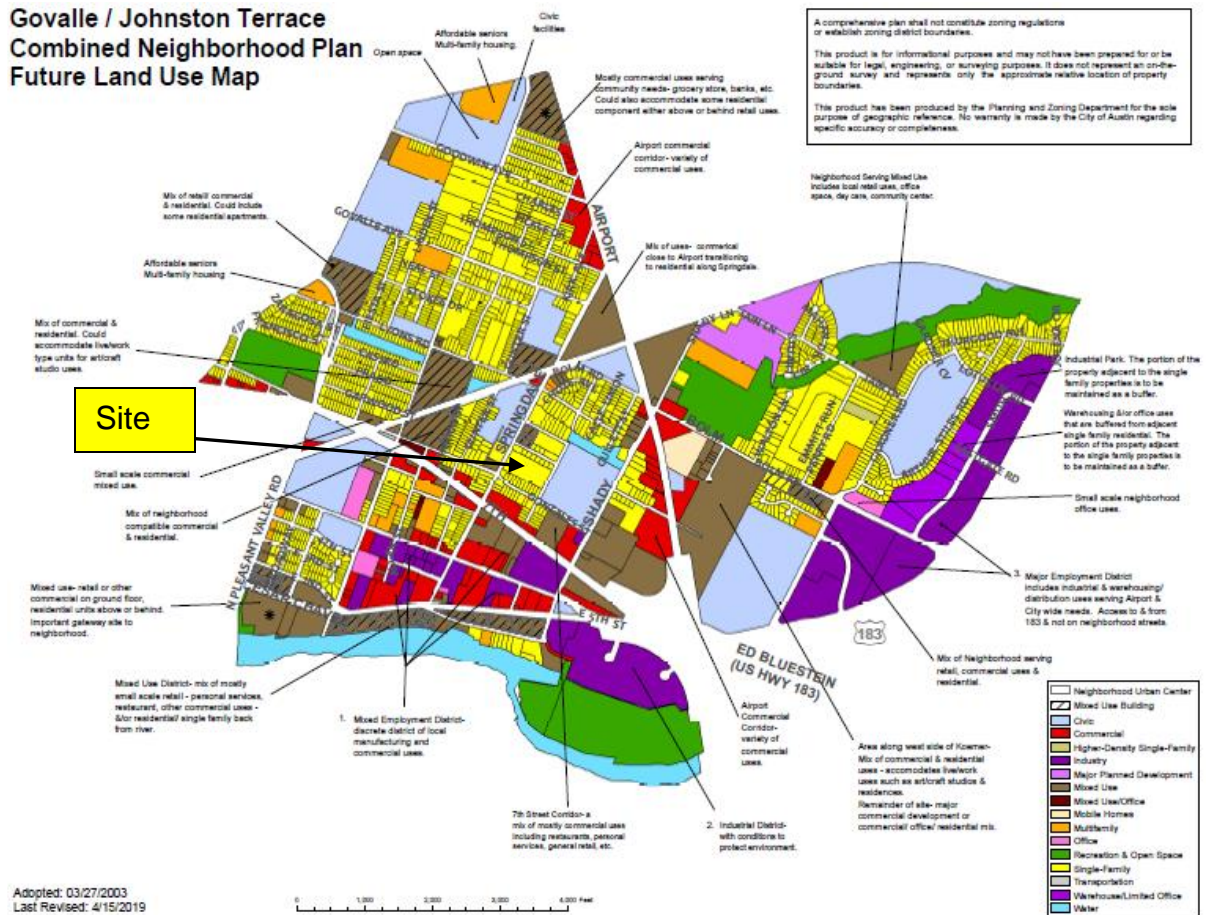 Govalle / Johnston Terrace
Combined Neighborhood Plan
Future Land Use Map
A comprehensive plan shall not constitute zoning regulations
or establish zoning district boundaries.
This product is for informational purposes and may not have been prepared for or be
suitable for legal, engineering, or surveying purposes. It does not represent an on-the-
ground survey and represents only the approximate relative location of property
boundaries.
This product has been produced by the Planning and Zoning Department for the sole
purpose of geographic reference. No warranty is made by the City of Austin regarding
specific accuracy or completeness.
Open space
Affordable seniors
Multi-family housing.
Civic
facilities
Mostly commercial uses serving
community needs- grocery store, banks, etc.
Could also accommodate some residential
component either above or behind retail uses.
Airport commercial
corridor- variety of
commercial uses.
Neighborhood Serving Mixed Use
includes local retail uses, office
space, day care, community center.
Mix of retail/ commercial
& residential. Could include
some residential apartments.
Mix of uses- commerical
close to Airport transitioning
to residential along Springdale.
Affordable seniors
Multi-family housing
Mix of commercial &
residential. Could
accommodate live/work
type units for art/craft
studio uses.
Site
Small scale commercial
mixed use.
Mix of neighborhood
compatible commercial
& residential.
Industrial Park. The portion of the
property adjacent to the single
family properties is to be
maintained as a buffer.
Warehousing &/or office uses
that are buffered from adjacent
single family residential. The
portion of the property adjacent
to the single family properties is
to be maintained as a buffer.
Small scale neighborhood
office uses.
Mixed use- retail or other
commercial on ground floor,
residential units above or behind.
Important gateway site to
neighborhood.
3. Major Employment District
includes industrial & warehousing/
distribution uses serving Airport &
City wide needs. Access to & from
183 & not on neighborhood streets.
Mixed Use District- mix of mostly
small scale retail - personal services,
restaurant, other commercial uses -
&/or residential/ single family back
from river.
1. Mixed Employment District-
discrete district of local
manufacturing and
commercial uses.
7th Street Corridor- a
mix of mostly commercial uses
including restaurants, personal
services, general retail, etc.
2. Industrial District-
with conditions to
protect environment.
Airport
Commercial
Corridor-
variety of
commercial
uses.
Area along west side of Koerner-
Mix of commercial & residential
uses - accomodates live/work
uses such as art/craft studios &
residences.
Remainder of site- major
commercial development or
commercial/ office/ residential mix.
Mix of Neighborhood serving
retail, commercial uses &
residential.
GOODWIN AVE
GOVALLE AVE
AIRPORT
SPRINGDALE
N PLEASANT VALLEY RD
E 5TH ST
ED BLUESTEIN
(US HWY 183)
183
Neighborhood Urban Center
Mixed Use Building
Civic
Commercial
Higher-Density Single-Family
Industry
Major Planned Development
Mixed Use
Mixed Use/Office
Mobile Homes
Multifamily
Office
Recreation & Open Space
Single-Family
Transportation
Warehouse/Limited Office
Water
Adopted: 03/27/2003
Last Revised: 4/15/2019
0 1,000 2,000 3,000 4,000 Feet